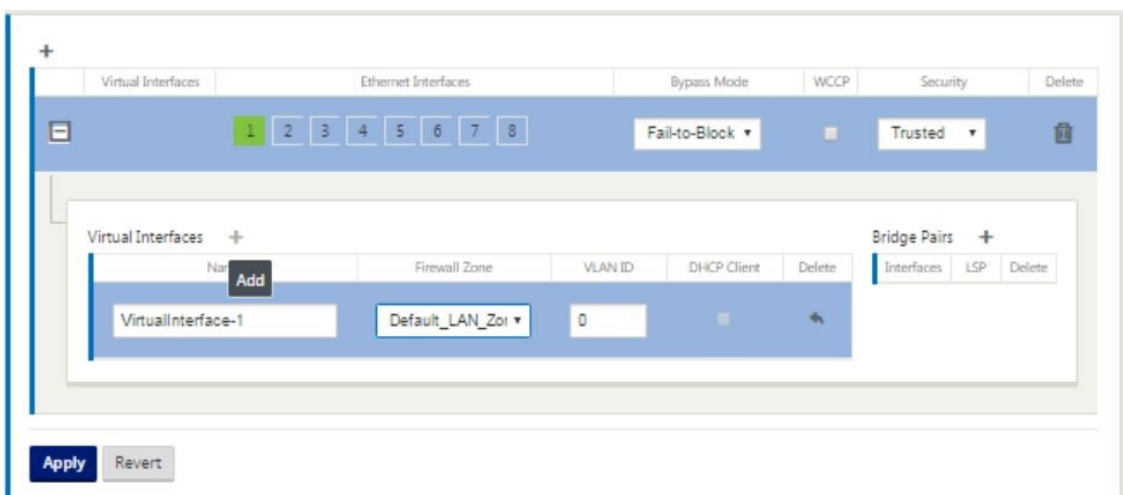 +
Virtual Interfaces Ethernet Interfaces Bypass Mode WCCP Security Delete
1 2 3 4 5 6 7 8 Fail-to-Block Trusted
Virtual Interfaces + Bridge Pairs +
Nar Firewall Zone VLAN ID DHCP Client Delete Interfaces LSP Delete
Add
VirtualInterface-1 Default_LAN_Zor 0
Apply Revert